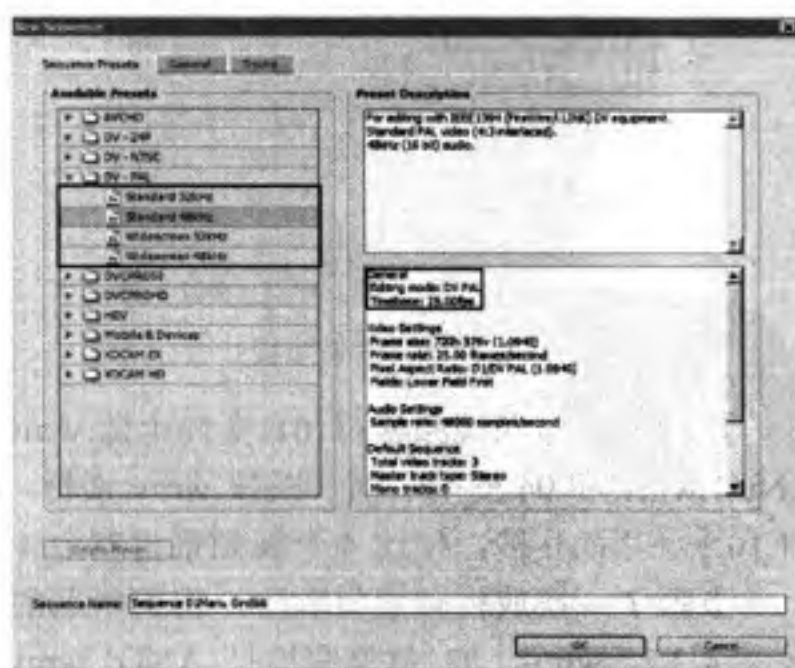 New Sequence
Sequence Presets General Tracks
Available Presets
AVCHD
DV - 24P
DV - NTSC
DV - PAL
Standard 32kHz
Standard 48kHz
Widescreen 32kHz
Widescreen 48kHz
DVCPRO50
DVCPROHD
HDV
Mobile & Devices
XDCAM EX
XDCAM HD
Preset Description
For editing with IEEE1394 (FireWire/i.LINK) DV equipment.
Standard PAL video (4:3 interlaced).
48kHz (16 bit) audio.
General
Editing mode: DV PAL
Timebase: 25.00fps
Video Settings
Frame size: 720h 576v (1.0940)
Frame rate: 25.00 frames/second
Pixel Aspect Ratio: D1/DV PAL (1.0940)
Fields: Lower Field First
Audio Settings
Sample rate: 48000 samples/second
Default Sequence
Total video tracks: 3
Master track type: Stereo
Mono tracks: 0
Sequence Name: Sequence
OK Cancel